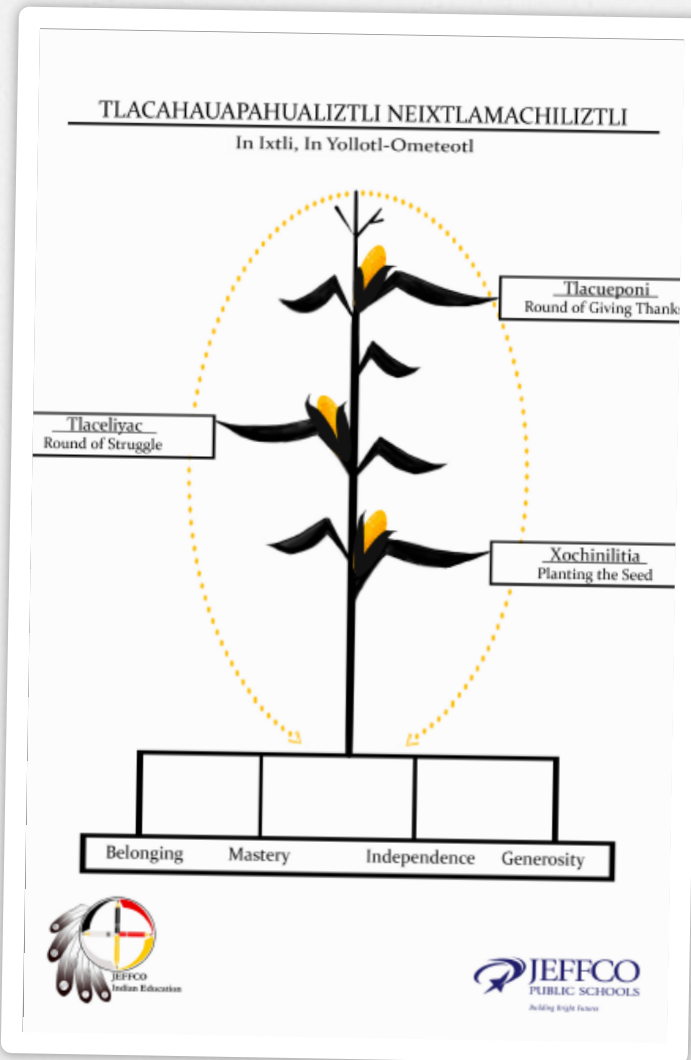 TLACAHAUAPAHUALIZTLI NEIXTLAMACHILIZTLI
In Ixtli, In Yollotl-Ometeotl
Tlacueponi
Round of Giving Thanks
Tlaceliyac
Round of Struggle
Xochinilitia
Planting the Seed
Belonging Mastery Independence Generosity
JEFFCO
Indian Education
JEFFCO
PUBLIC SCHOOLS
Building Bright Futures